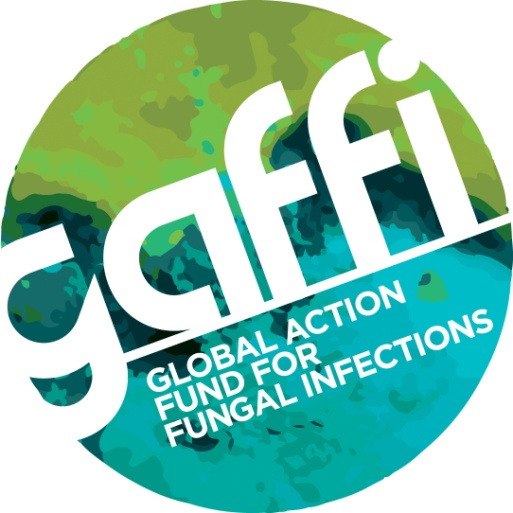 gaffi
GLOBAL ACTION
FUND FOR
FUNGAL INFECTIONS